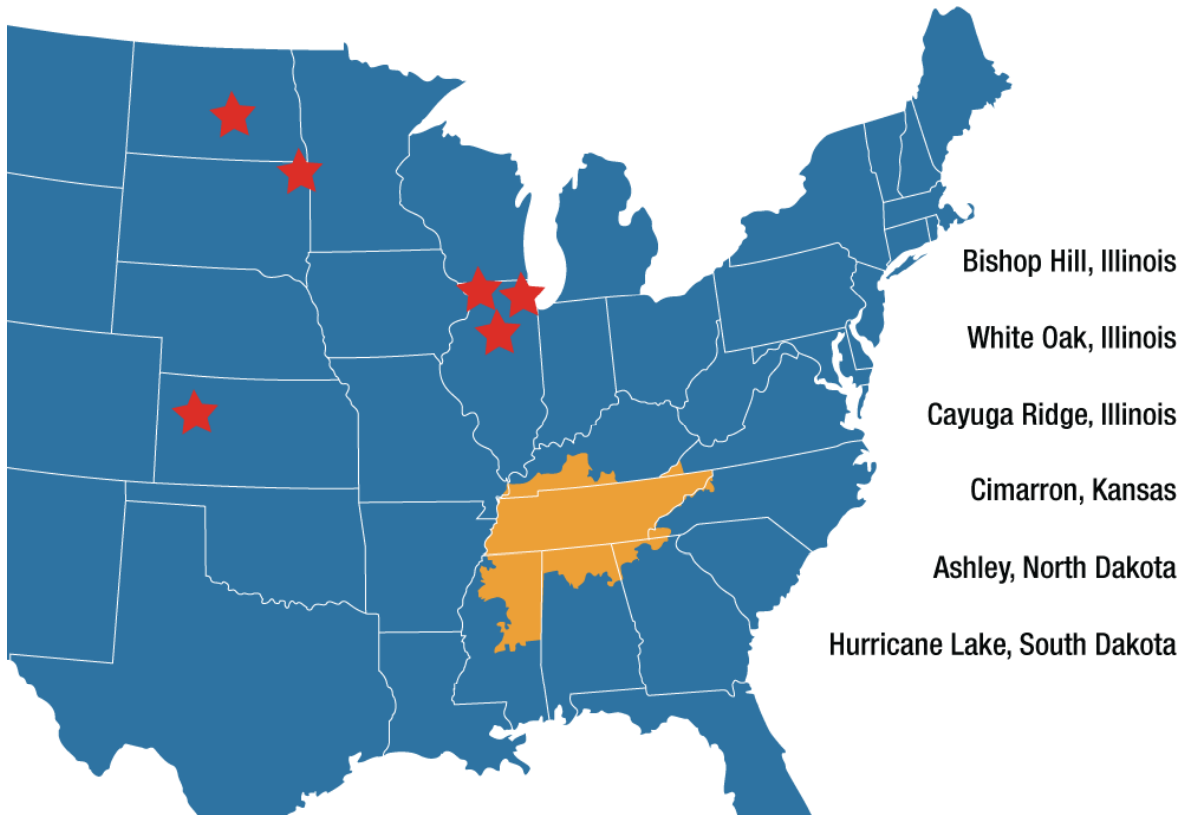 Bishop Hill, Illinois
White Oak, Illinois
Cayuga Ridge, Illinois
Cimarron, Kansas
Ashley, North Dakota
Hurricane Lake, South Dakota